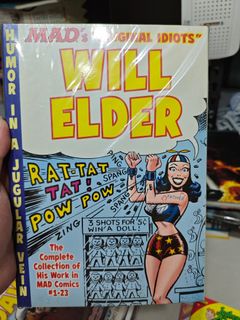 HUMOR IN A JUGULAR VEIN
MAD's "ORIGINAL IDIOTS"
WILL
ELDER
RAT-TAT
TAT!
POW POW
SPANG
SPANG
ZING
3 SHOTS FOR 5¢
WIN A DOLL!
The
Complete
Collection of
His Work in
MAD Comics
#1-23